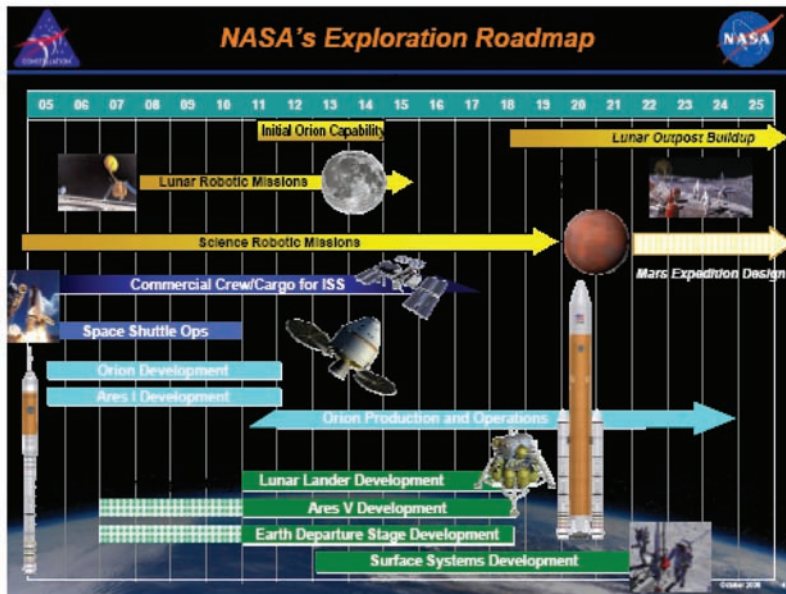 NASA's Exploration Roadmap
CONSTELLATION
NASA
05 06 07 08 09 10 11 12 13 14 15 16 17 18 19 20 21 22 23 24 25
Initial Orion Capability
Lunar Outpost Buildup
Lunar Robotic Missions
Science Robotic Missions
Mars Expedition Design
Commercial Crew/Cargo for ISS
Space Shuttle Ops
Orion Development
Ares I Development
Orion Production and Operations
Lunar Lander Development
Ares V Development
Earth Departure Stage Development
Surface Systems Development
October